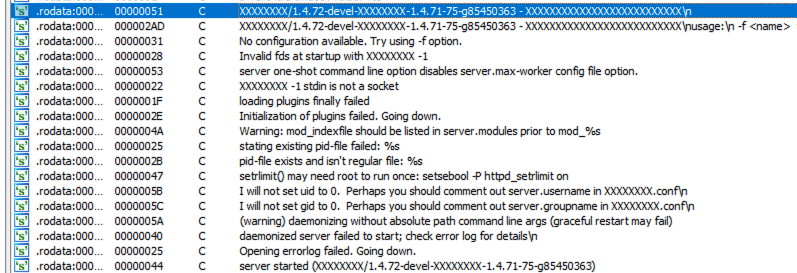 .rodata:000... 00000051 C XXXXXXXX/1.4.72-devel-XXXXXXXX-1.4.71-75-g85450363 - XXXXXXXXXXXXXXXXXXXXXXXXXX\n
.rodata:000... 000002AD C XXXXXXXX/1.4.72-devel-XXXXXXXX-1.4.71-75-g85450363 - XXXXXXXXXXXXXXXXXXXXXXXXXX\nusage:\n -f <name>
.rodata:000... 00000031 C No configuration available. Try using -f option.
.rodata:000... 00000028 C Invalid fds at startup with XXXXXXXX -1
.rodata:000... 00000053 C server one-shot command line option disables server.max-worker config file option.
.rodata:000... 00000022 C XXXXXXXX -1 stdin is not a socket
.rodata:000... 0000001F C loading plugins finally failed
.rodata:000... 0000002E C Initialization of plugins failed. Going down.
.rodata:000... 0000004A C Warning: mod_indexfile should be listed in server.modules prior to mod_%s
.rodata:000... 00000025 C stating existing pid-file failed: %s
.rodata:000... 0000002B C pid-file exists and isn't regular file: %s
.rodata:000... 00000047 C setrlimit() may need root to run once: setsebool -P httpd_setrlimit on
.rodata:000... 0000005B C I will not set uid to 0.  Perhaps you should comment out server.username in XXXXXXXX.conf\n
.rodata:000... 0000005C C I will not set gid to 0.  Perhaps you should comment out server.groupname in XXXXXXXX.conf\n
.rodata:000... 0000005A C (warning) daemonizing without absolute path command line args (graceful restart may fail)
.rodata:000... 00000040 C daemonized server failed to start; check error log for details\n
.rodata:000... 00000025 C Opening errorlog failed. Going down.
.rodata:000... 00000044 C server started (XXXXXXXX/1.4.72-devel-XXXXXXXX-1.4.71-75-g85450363)